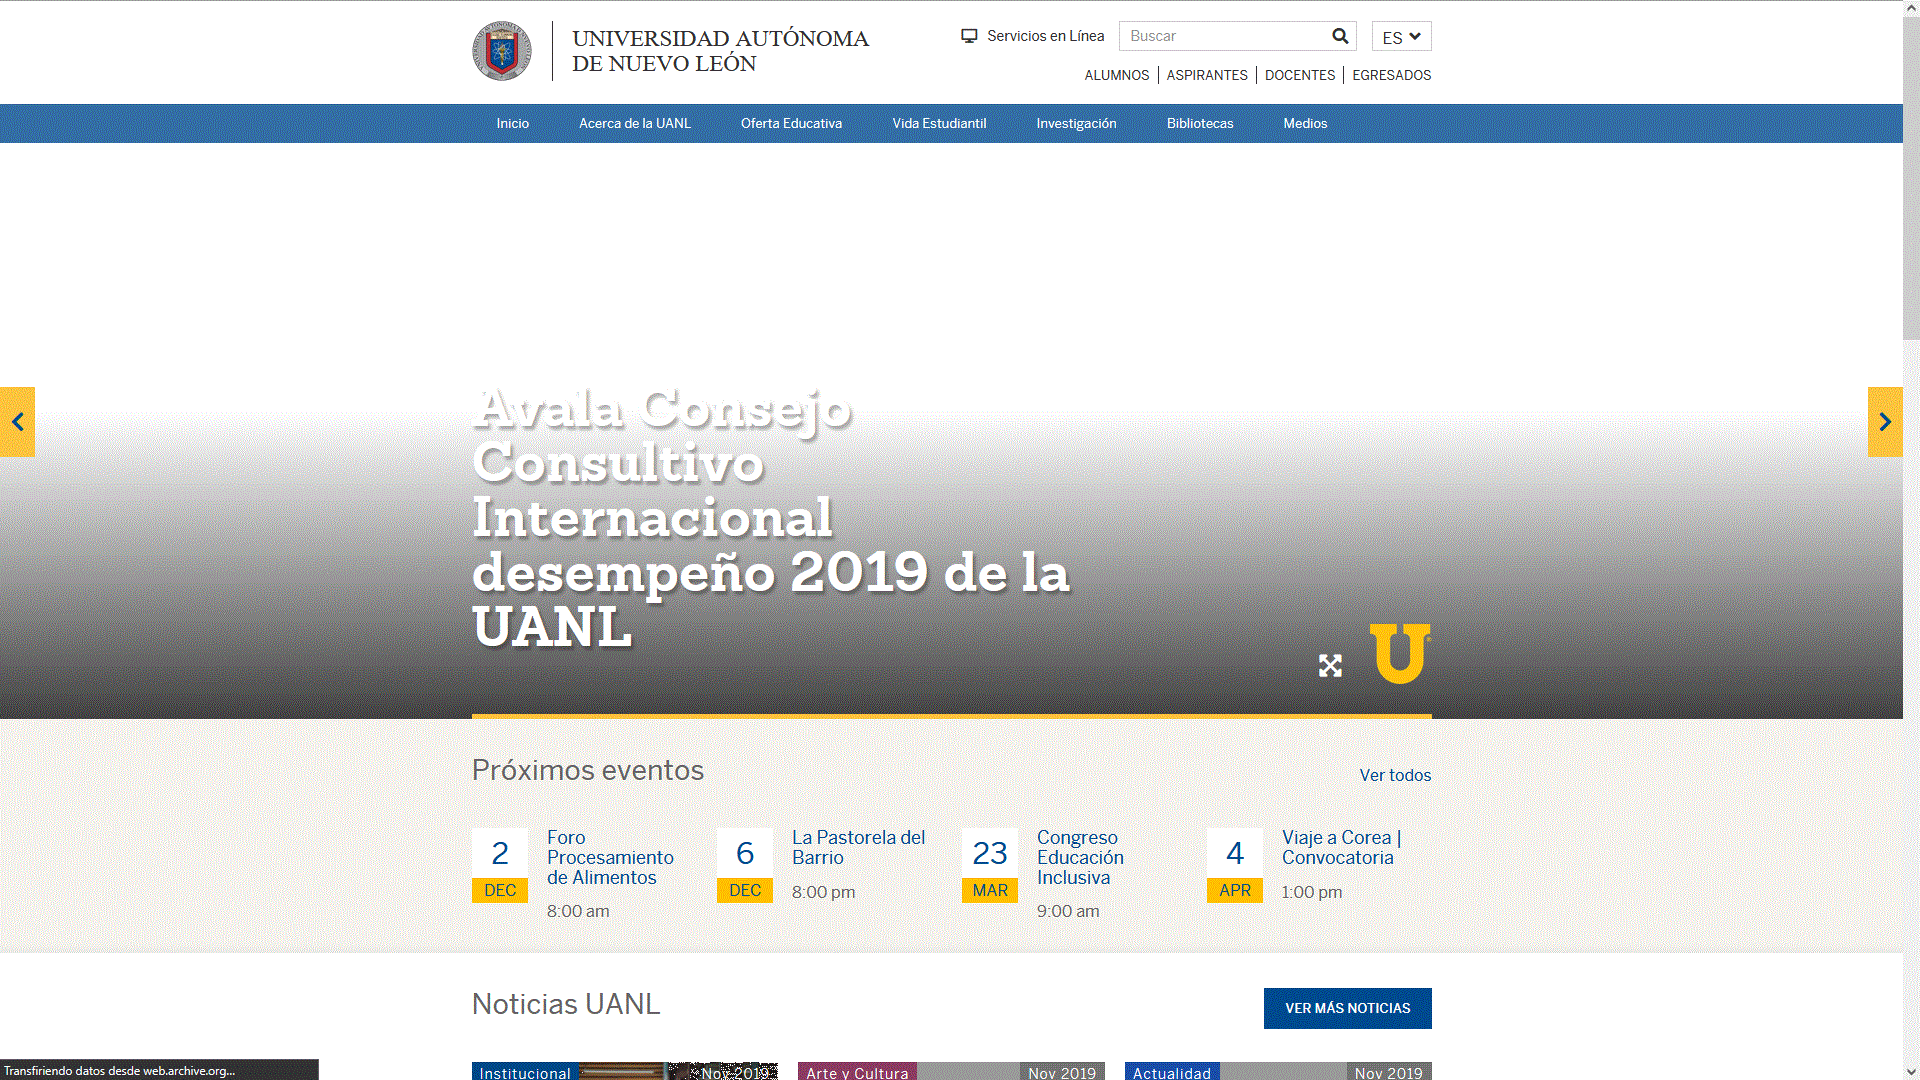 UNIVERSIDAD AUTÓNOMA
DE NUEVO LEÓN
Servicios en Línea
Buscar
ES
ALUMNOS
ASPIRANTES
DOCENTES
EGRESADOS
Inicio
Acerca de la UANL
Oferta Educativa
Vida Estudiantil
Investigación
Bibliotecas
Medios
Avala Consejo
Consultivo
Internacional
desempeño 2019 de la
UANL
U
Próximos eventos
Ver todos
2
DEC
Foro
Procesamiento
de Alimentos
8:00 am
6
DEC
La Pastorela del
Barrio
8:00 pm
23
MAR
Congreso
Educación
Inclusiva
9:00 am
4
APR
Viaje a Corea |
Convocatoria
1:00 pm
Noticias UANL
VER MÁS NOTICIAS
Institucional
Nov 2019
Arte y Cultura
Nov 2019
Actualidad
Nov 2019
Transfiriendo datos desde web.archive.org...